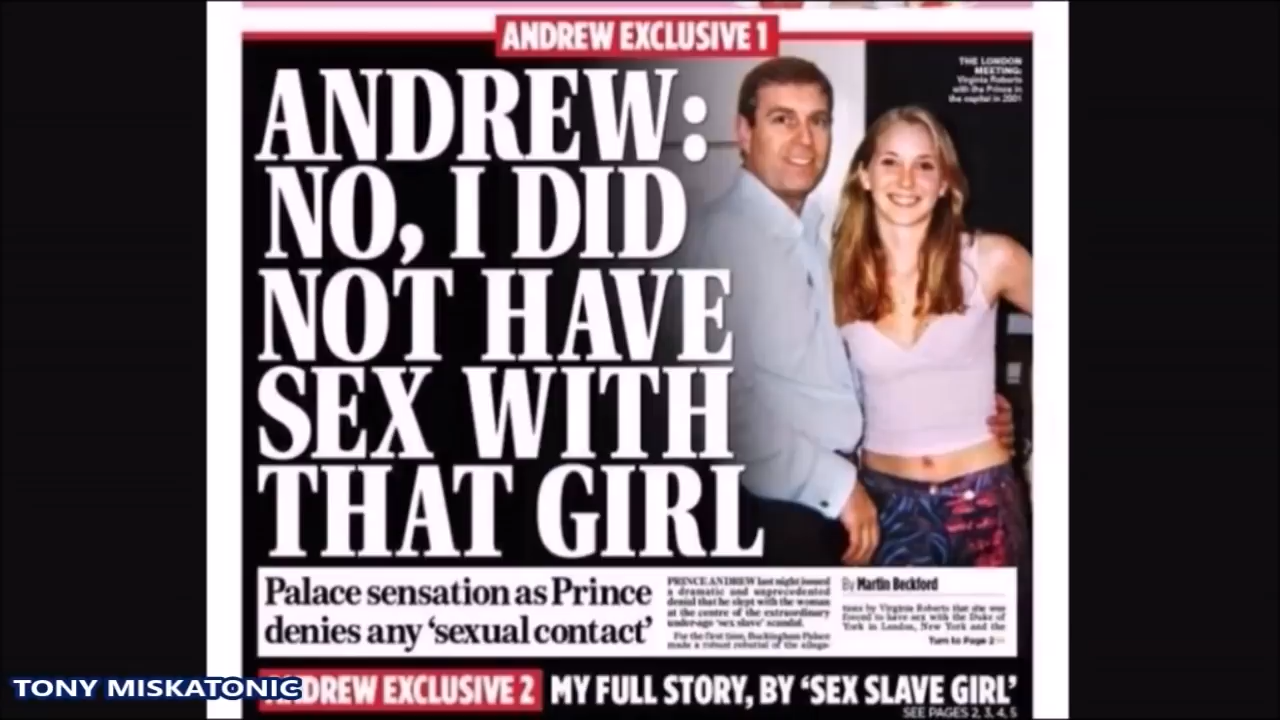 ANDREW EXCLUSIVE 1
ANDREW:
NO, I DID
NOT HAVE
SEX WITH
THAT GIRL
THE LONDON
MEETING:
Virginia Roberts
with the Prince in
the capital in 2001
Palace sensation as Prince
denies any ‘sexual contact’
PRINCE ANDREW last night issued
a dramatic and unprecedented
denial that he slept with the woman
at the centre of the extraordinary
under-age ‘sex slave’ scandal.
For the first time, Buckingham Palace
made a robust rebuttal of the allega-
By Martin Beckford
tions by Virginia Roberts that she was
forced to have sex with the Duke of
York in London, New York and the
Turn to Page 2
DREW EXCLUSIVE 2 MY FULL STORY, BY ‘SEX SLAVE GIRL’
SEE PAGES 2, 3, 4, 5
TONY MISKATONIC